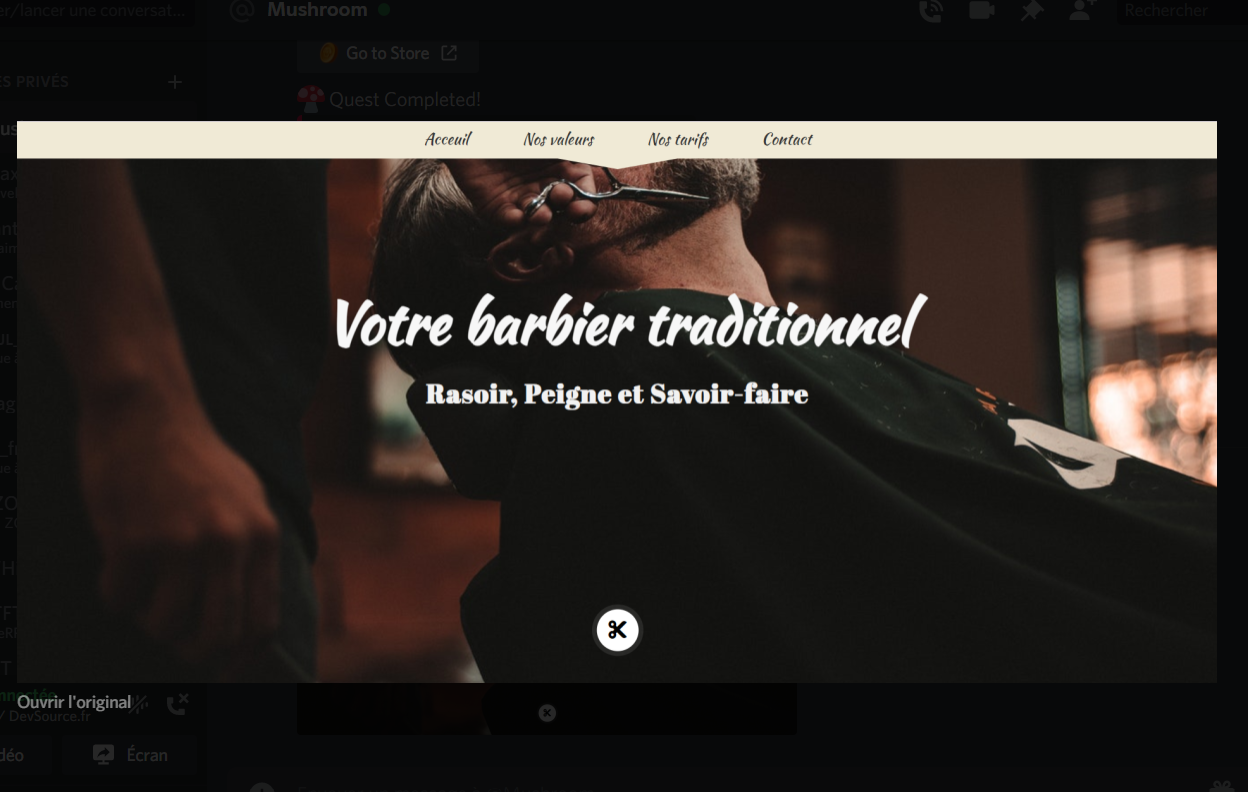 er/lancer une conversat...
Mushroom
Rechercher
Go to Store
ES PRIVÉS
Quest Completed!
Acceuil
Nos valeurs
Nos tarifs
Contact
Votre barbier traditionnel
Rasoir, Peigne et Savoir-faire
Ouvrir l'original
/ DevSource.fr
déo
Écran